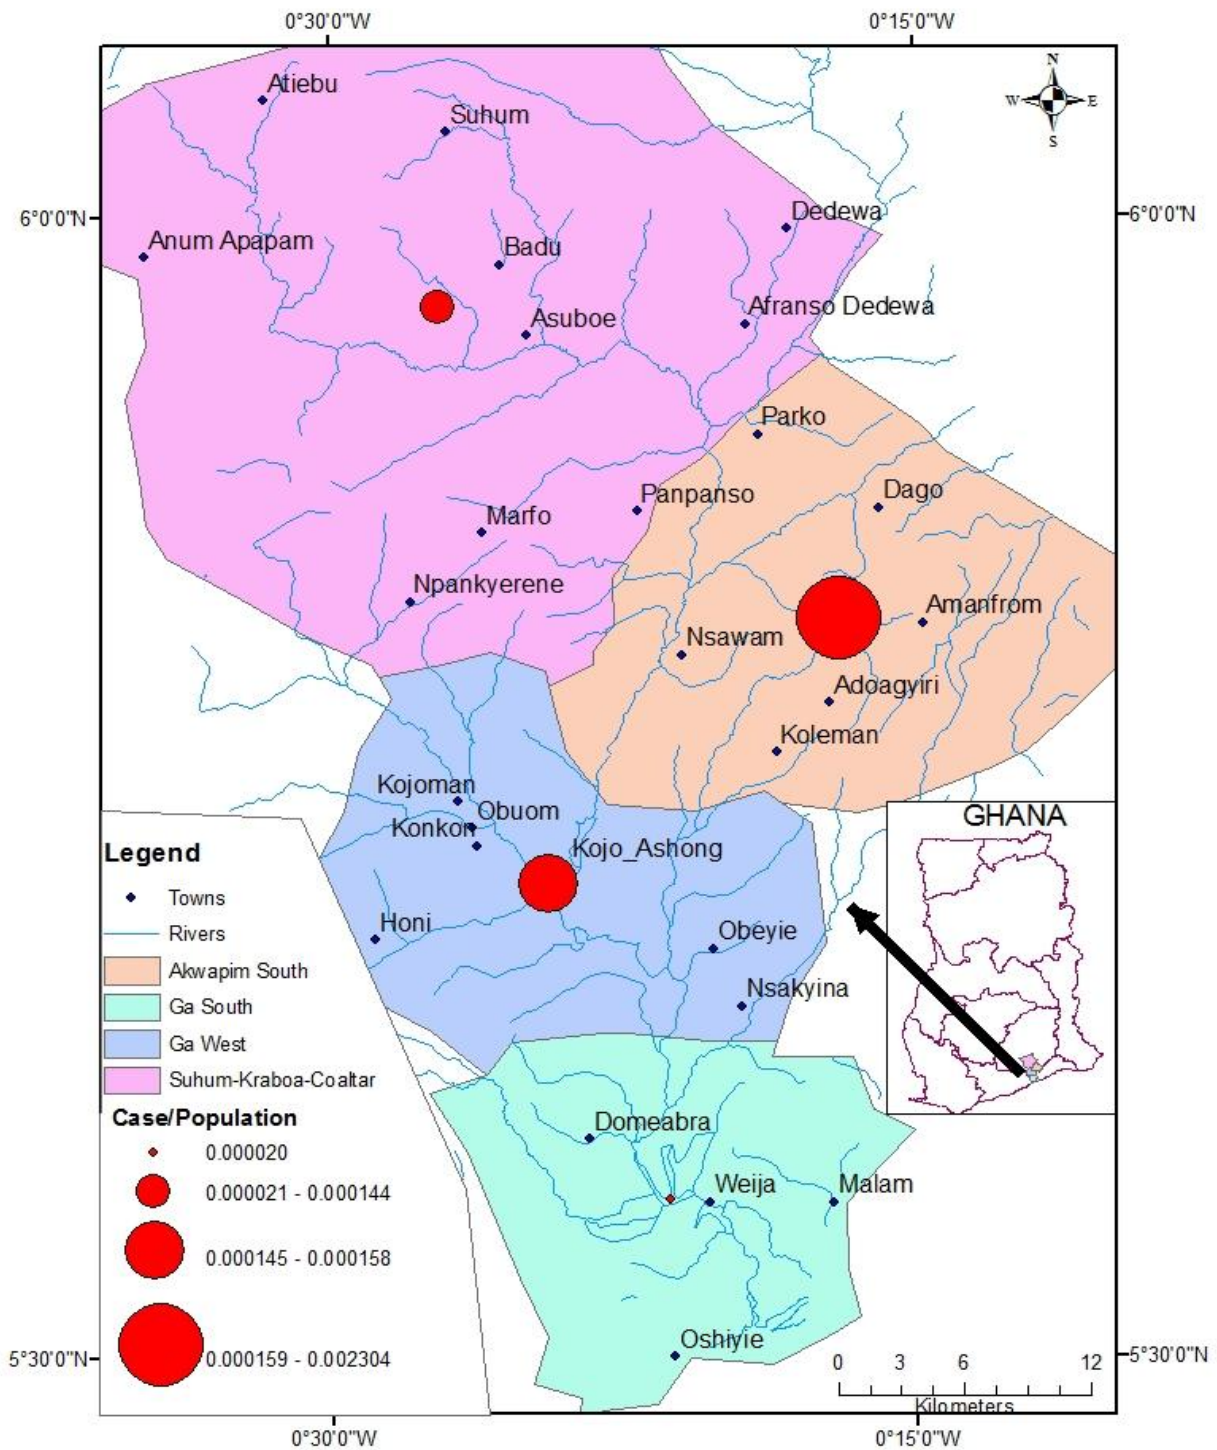 0°30'0"W
0°15'0"W
N
W
E
S
Atiebu
Suhum
6°0'0"N
Dedewa
6°0'0"N
Anum Apapam
Badu
Asuboe
Afranso Dedewa
Parko
Panpanso
Dago
Marfo
Npankyerene
Amanfrom
Nsawam
Adoagyiri
Koleman
Kojoman
Obuom
Konkon
Kojo_Ashong
Honi
Obeyie
Nsakyina
GHANA
Legend
Towns
Rivers
Akwapim South
Ga South
Ga West
Suhum-Kraboa-Coaltar
Case/Population
0.000020
0.000021 - 0.000144
0.000145 - 0.000158
0.000159 - 0.002304
Domeabra
Weija
Malam
Oshiyie
5°30'0"N
5°30'0"N
0 3 6 12
Kilometers
0°30'0"W
0°15'0"W